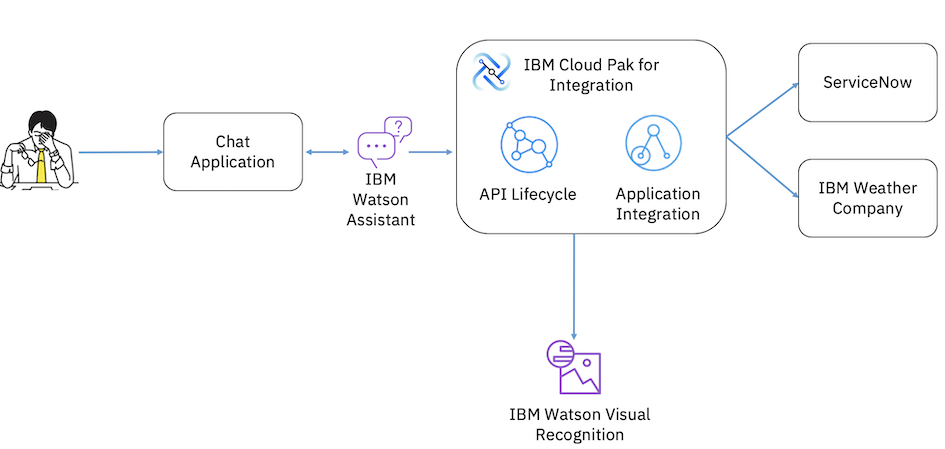 Chat
Application
IBM
Watson
Assistant
?
IBM Cloud Pak for
Integration
API Lifecycle
Application
Integration
ServiceNow
IBM Weather
Company
IBM Watson Visual
Recognition